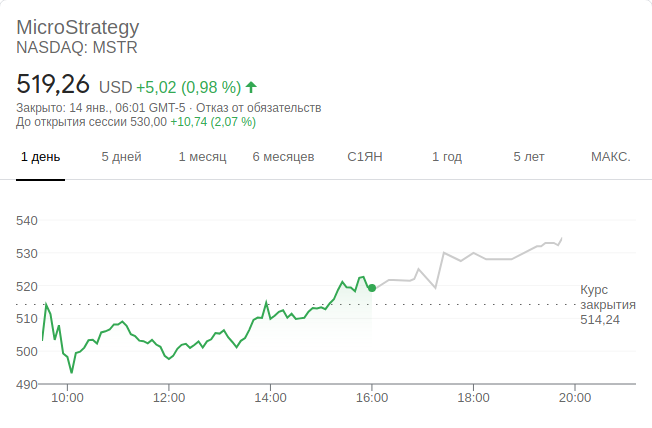 MicroStrategy
NASDAQ: MSTR
519,26 USD +5,02 (0,98 %)
Закрыто: 14 янв., 06:01 GMT-5 · Отказ от обязательств
До открытия сессии 530,00 +10,74 (2,07 %)
1 день 5 дней 1 месяц 6 месяцев С1ЯН 1 год 5 лет МАКС.
540
530
520
510
500
490
Курс
закрытия
514,24
10:00 12:00 14:00 16:00 18:00 20:00